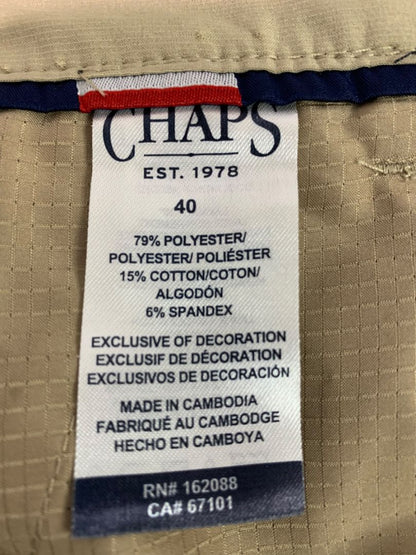 CHAPS
EST. 1978
40
79% POLYESTER/
POLYESTER/ POLIÉSTER
15% COTTON/COTON/
ALGODÓN
6% SPANDEX
EXCLUSIVE OF DECORATION
EXCLUSIF DE DÉCORATION
EXCLUSIVOS DE DECORACIÓN
MADE IN CAMBODIA
FABRIQUÉ AU CAMBODGE
HECHO EN CAMBOYA
RN# 162088
CA# 67101